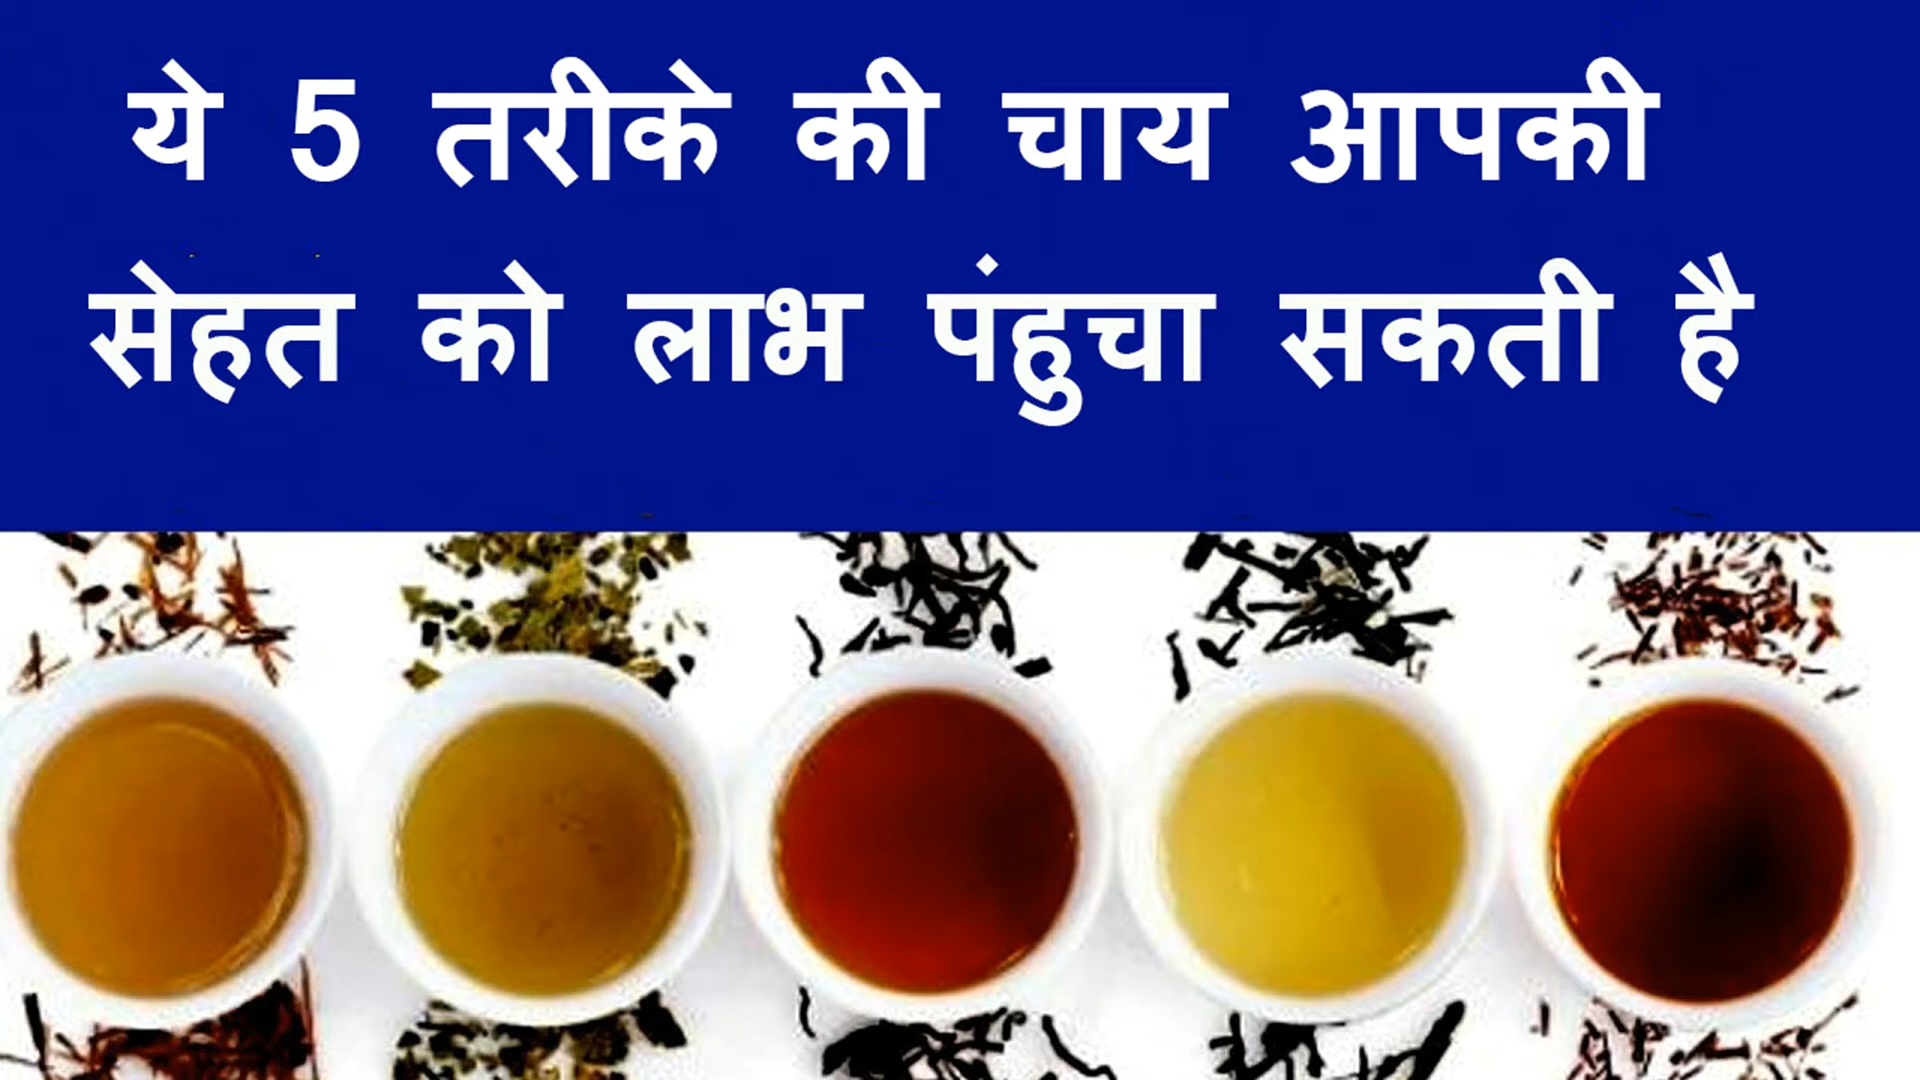 ये 5 तरीके की चाय आपकी
सेहत को लाभ पंहुचा सकती है